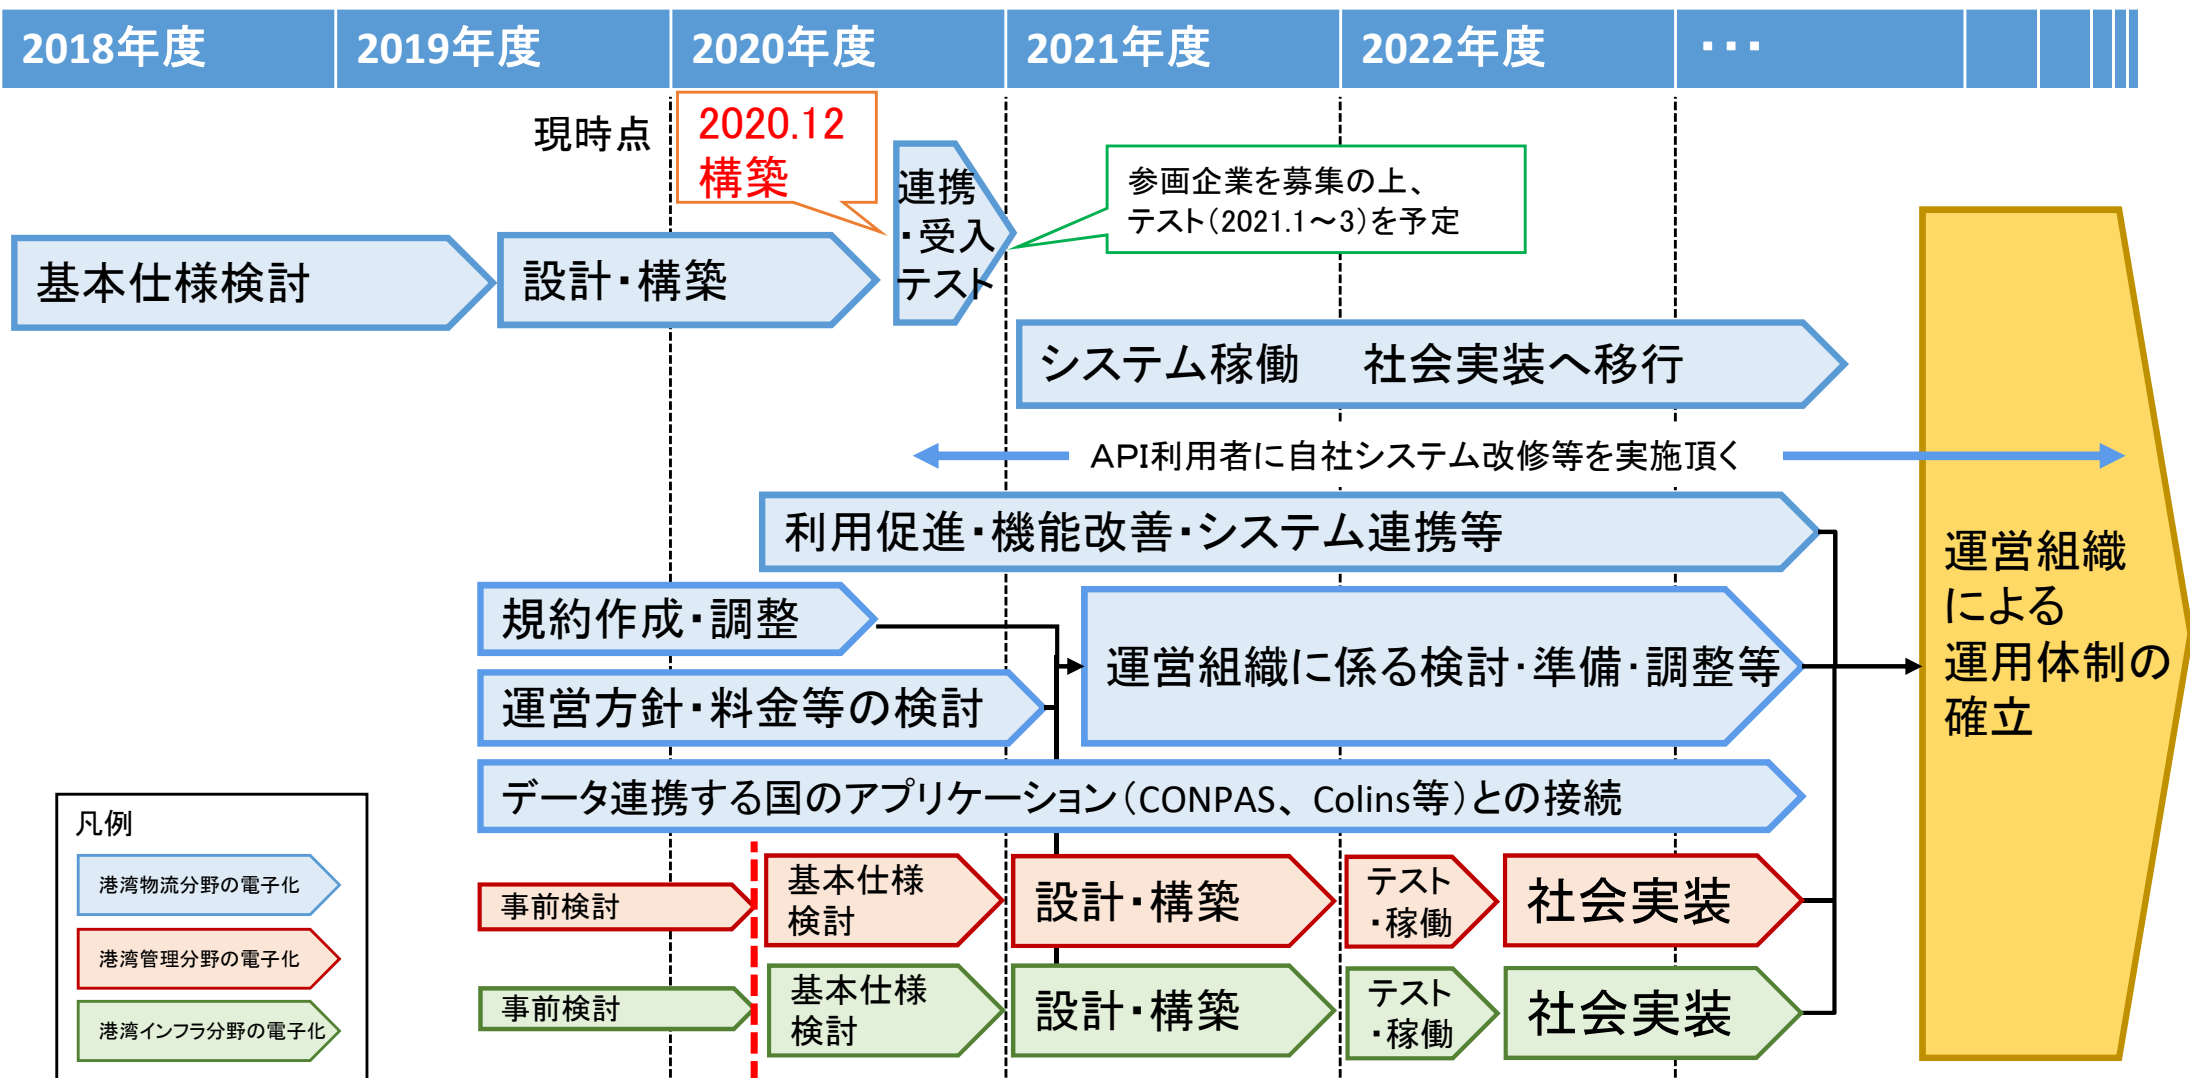 2018年度
2019年度
2020年度
2021年度
2022年度
・・・
現時点
2020.12
構築
連携
・受入
テスト
参画企業を募集の上、
テスト（2021.1～3）を予定
基本仕様検討
設計・構築
システム稼働　社会実装へ移行
API利用者に自社システム改修等を実施頂く
利用促進・機能改善・システム連携等
規約作成・調整
運営方針・料金等の検討
運営組織に係る検討・準備・調整等
運営組織
による
運用体制の
確立
データ連携する国のアプリケーション（CONPAS、Colins等）との接続
事前検討
基本仕様
検討
設計・構築
テスト
・稼働
社会実装
事前検討
基本仕様
検討
設計・構築
テスト
・稼働
社会実装
凡例
港湾物流分野の電子化
港湾管理分野の電子化
港湾インフラ分野の電子化